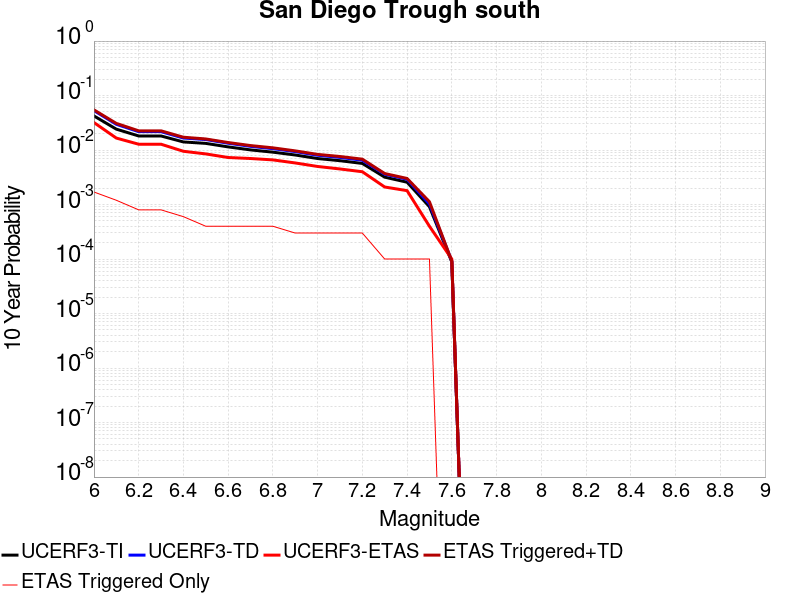 San Diego Trough south
10 0
10 -1
10 -2
10 -3
10 -4
10 -5
10 -6
10 -7
10 -8
10 Year Probability
6 6.2 6.4 6.6 6.8 7 7.2 7.4 7.6 7.8 8 8.2 8.4 8.6 8.8 9
Magnitude
UCERF3-TI UCERF3-TD UCERF3-ETAS ETAS Triggered+TD
ETAS Triggered Only